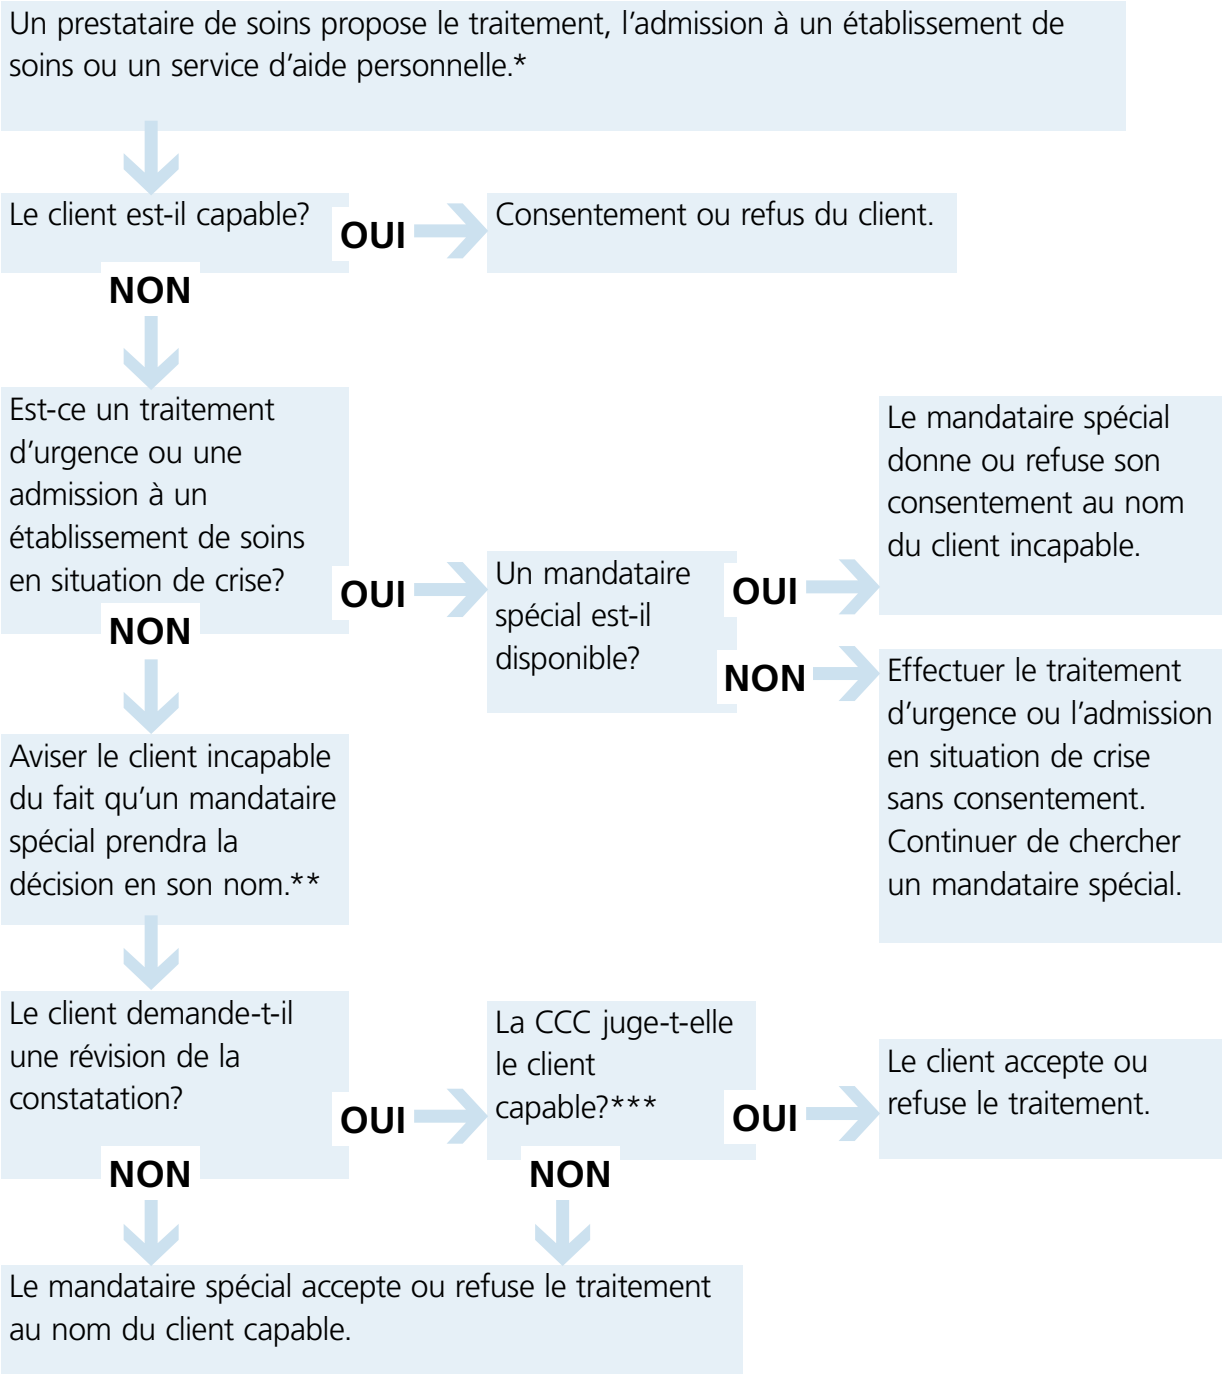 Un prestataire de soins propose le traitement, l’admission à un établissement de
soins ou un service d'aide personnelle.*
Le client est-il capable?
OUI
Consentement ou refus du client.
NON
Est-ce un traitement
d’urgence ou une
admission à un
établissement de soins
en situation de crise?
OUI
Un mandataire
spécial est-il
disponible?
OUI
Le mandataire spécial
donne ou refuse son
consentement au nom
du client incapable.
NON
Effectuer le traitement
d’urgence ou l’admission
en situation de crise
sans consentement.
Continuer de chercher
un mandataire spécial.
NON
Aviser le client incapable
du fait qu’un mandataire
spécial prendra la
décision en son nom.**
Le client demande-t-il
une révision de la
constatation?
OUI
La CCC juge-t-elle
le client
capable?***
OUI
Le client accepte ou
refuse le traitement.
NON
NON
Le mandataire spécial accepte ou refuse le traitement
au nom du client capable.